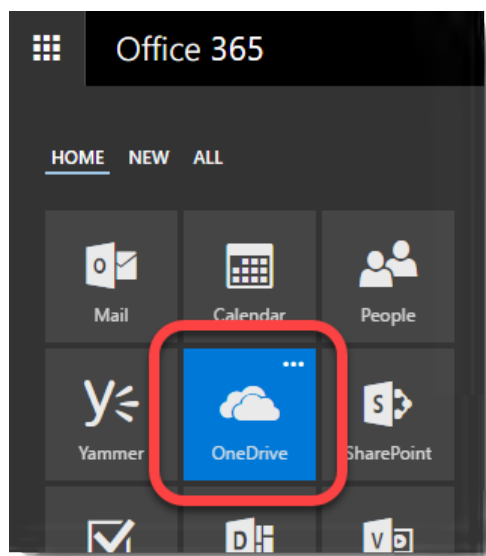 Office 365
HOME NEW ALL
Mail Calendar People
Yammer OneDrive SharePoint